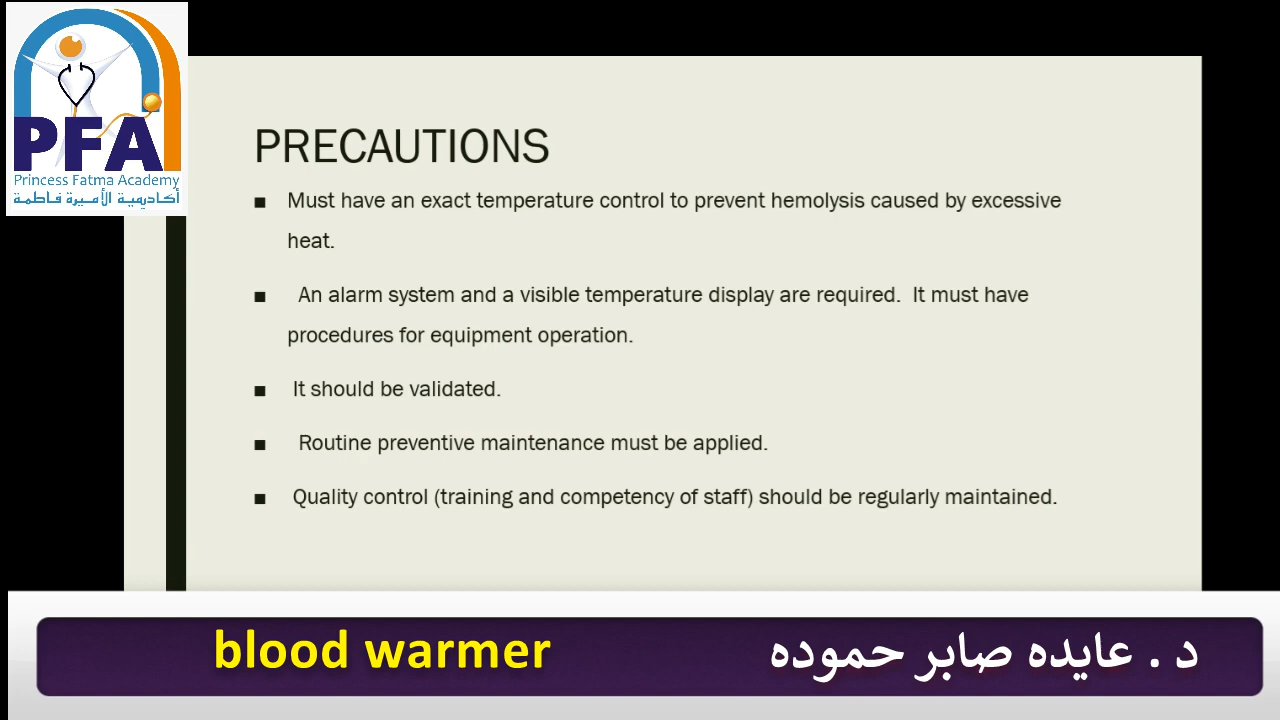 PFA
Princess Fatma Academy
أكاديمية الأميرة فاطمة
PRECAUTIONS
■ Must have an exact temperature control to prevent hemolysis caused by excessive
heat.
■ An alarm system and a visible temperature display are required. It must have
procedures for equipment operation.
■ It should be validated.
■ Routine preventive maintenance must be applied.
■ Quality control (training and competency of staff) should be regularly maintained.
blood warmer
د . عايده صابر حموده